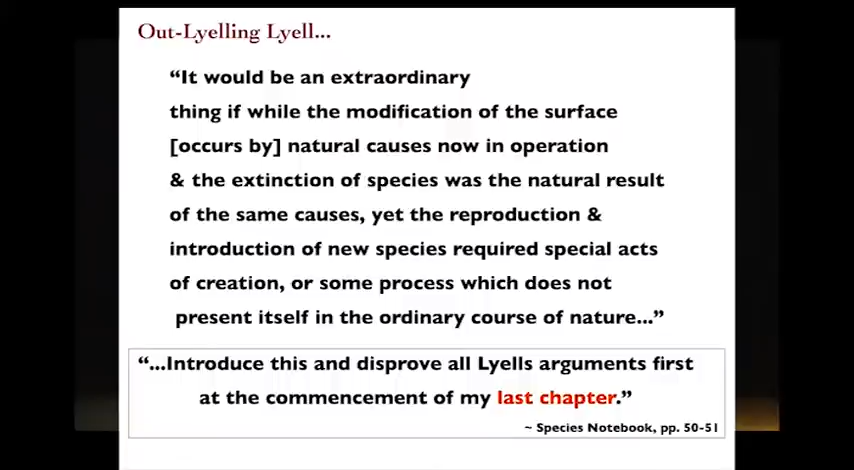 Out-Lyelling Lyell...
“It would be an extraordinary
thing if while the modification of the surface
[occurs by] natural causes now in operation
& the extinction of species was the natural result
of the same causes, yet the reproduction &
introduction of new species required special acts
of creation, or some process which does not
present itself in the ordinary course of nature...”
“...Introduce this and disprove all Lyells arguments first
at the commencement of my last chapter.”
~ Species Notebook, pp. 50-51